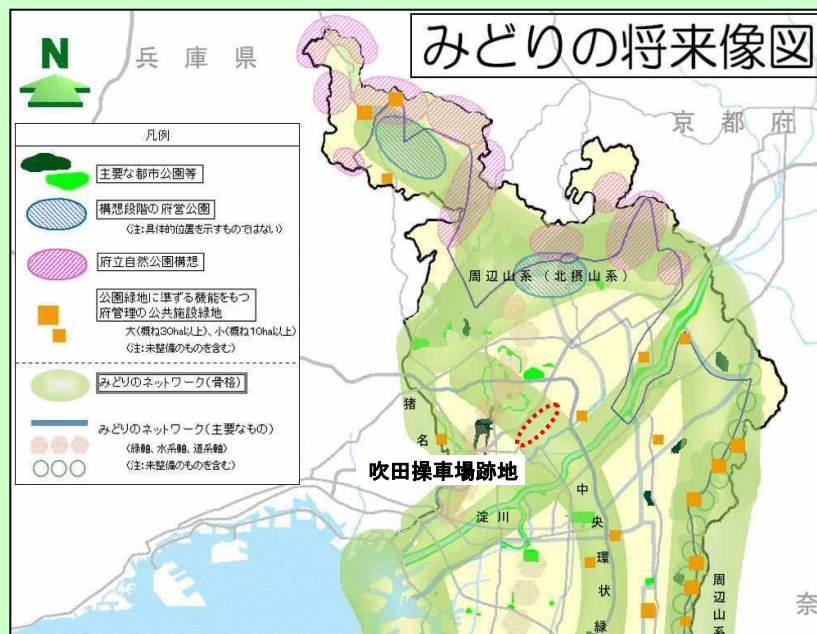 みどりの将来像図
N
兵庫県
京都府
凡例
主要な都市公園等
構想段階の府営公園
(注:具体的位置を示すものではない)
府立自然公園構想
公園緑地に準ずる機能をもつ
府管理の公共施設緑地
大(概ね30ha以上)、小(概ね10ha以上)
(注:未整備のものを含む)
みどりのネットワーク(骨格)
みどりのネットワーク(主要なもの)
(緑軸、水系軸、道系軸)
(注:未整備のものを含む)
周辺山系(北摂山系)
猪名
吹田操車場跡地
淀川
中央環状緑
周辺山系
奈